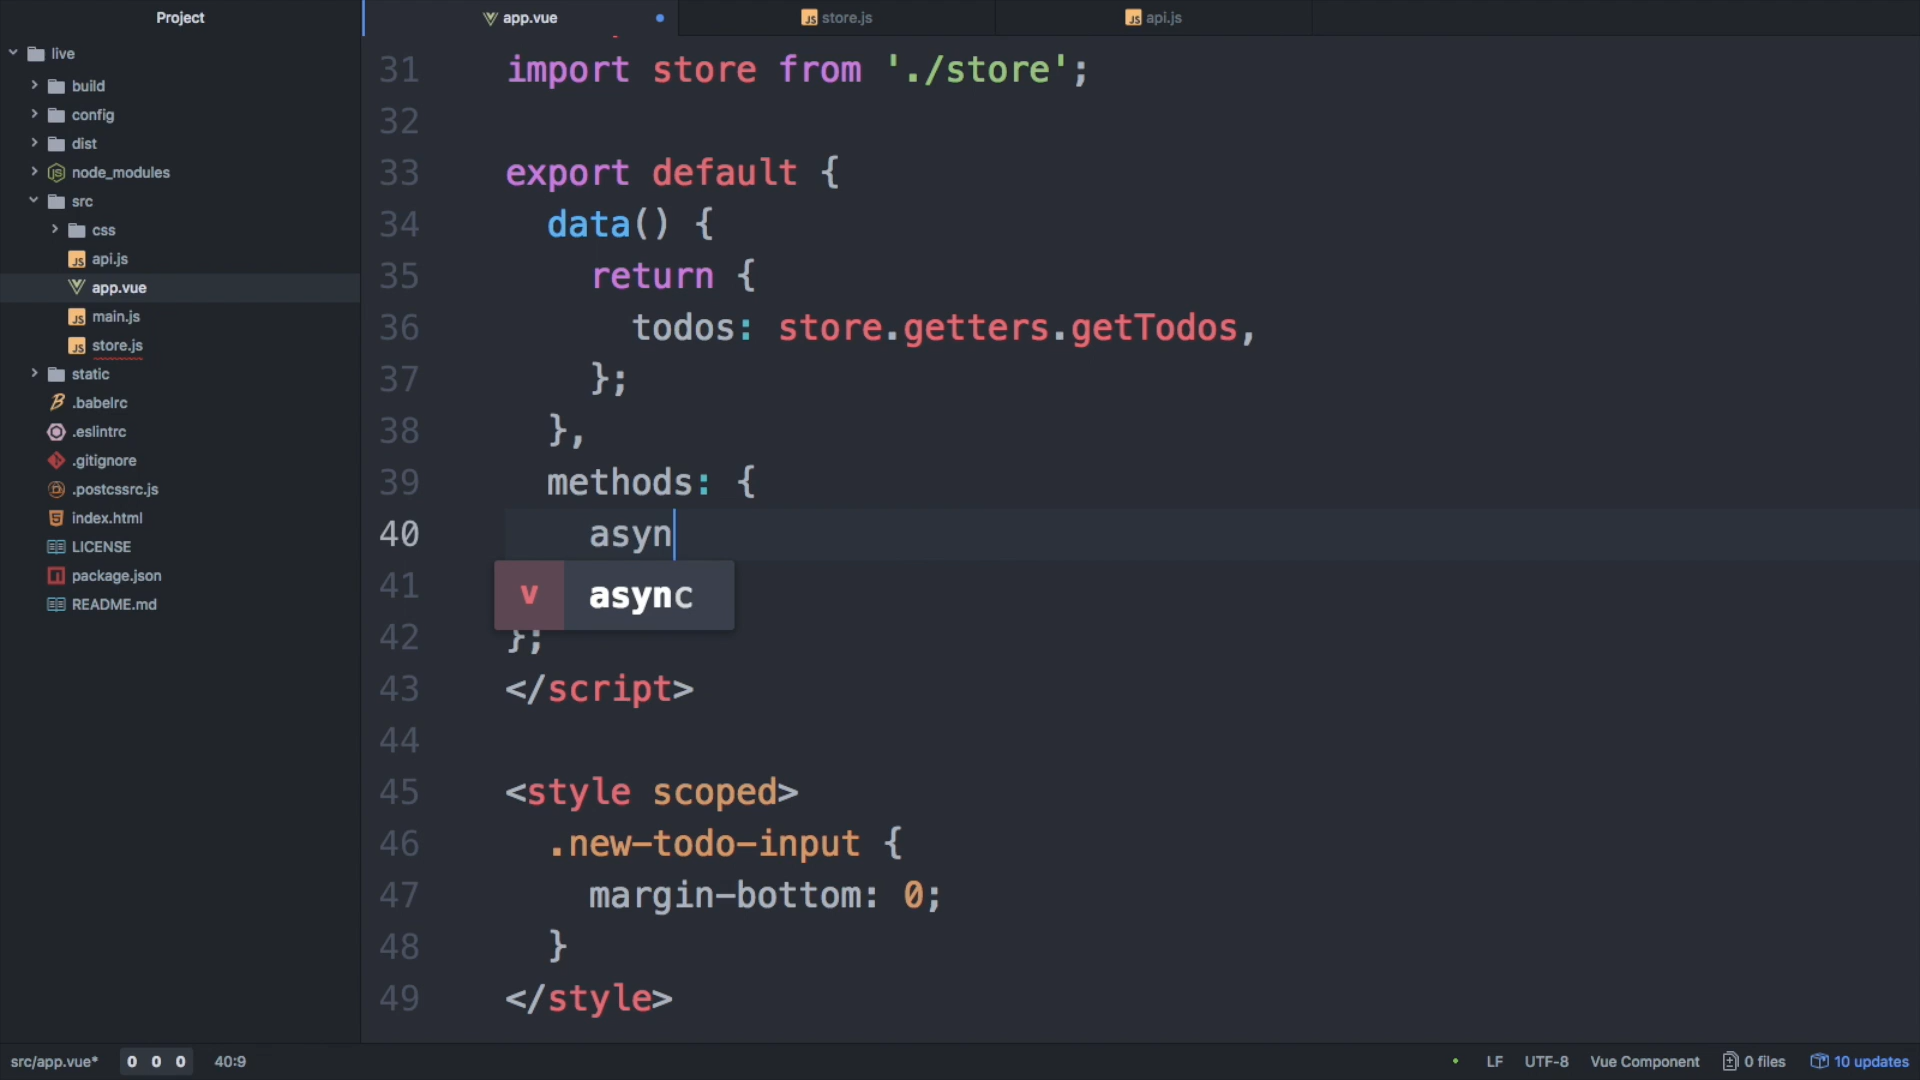 Project
live
build
config
dist
node_modules
src
css
api.js
app.vue
main.js
store.js
static
.babelrc
.eslintrc
.gitignore
.postcssrc.js
index.html
LICENSE
package.json
README.md
app.vue
store.js
api.js
31 import store from './store';
32
33 export default {
34 data() {
35 return {
36 todos: store.getters.getTodos,
37 };
38 },
39 methods: {
40 asyn
41
v async
42 };
43 </script>
44
45 <style scoped>
46 .new-todo-input {
47 margin-bottom: 0;
48 }
49 </style>
src/app.vue* 0 0 0 40:9 LF UTF-8 Vue Component 0 files 10 updates